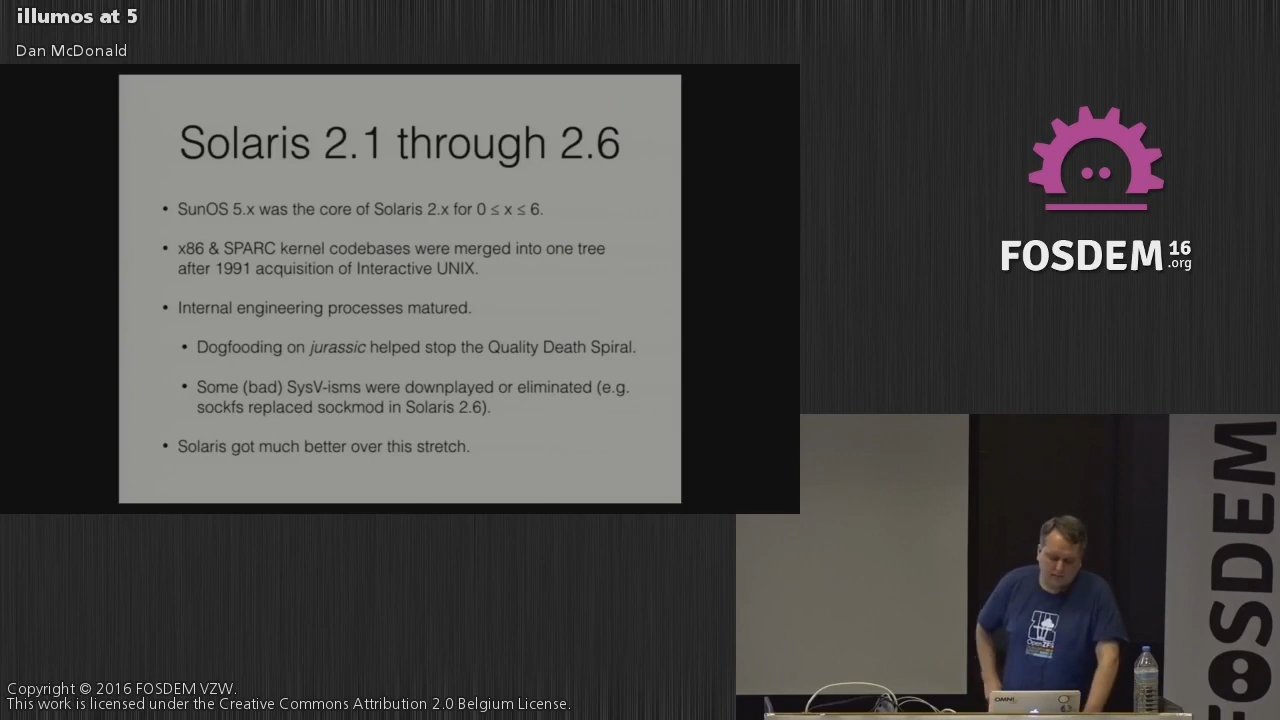 illumos at 5
Dan McDonald
Solaris 2.1 through 2.6
• SunOS 5.x was the core of Solaris 2.x for 0 ≤ x ≤ 6.
• x86 & SPARC kernel codebases were merged into one tree
after 1991 acquisition of Interactive UNIX.
• Internal engineering processes matured.
• Dogfooding on jurassic helped stop the Quality Death Spiral.
• Some (bad) SysV-isms were downplayed or eliminated (e.g.
sockfs replaced sockmod in Solaris 2.6).
• Solaris got much better over this stretch.
FOSDEM 16
.org
FOSDEM
OpenZFS
OMNI
Copyright © 2016 FOSDEM VZW.
This work is licensed under the Creative Commons Attribution 2. Belgium License.